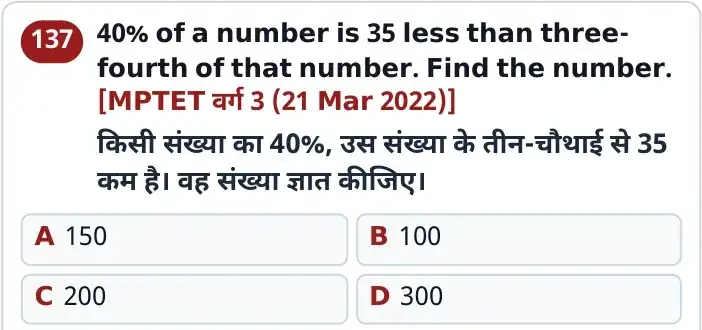 137 40% of a number is 35 less than three-
fourth of that number. Find the number.
[MPTET वर्ग 3 (21 Mar 2022)]
किसी संख्या का 40%, उस संख्या के तीन-चौथाई से 35
कम है। वह संख्या ज्ञात कीजिए।
A 150
B 100
C 200
D 300